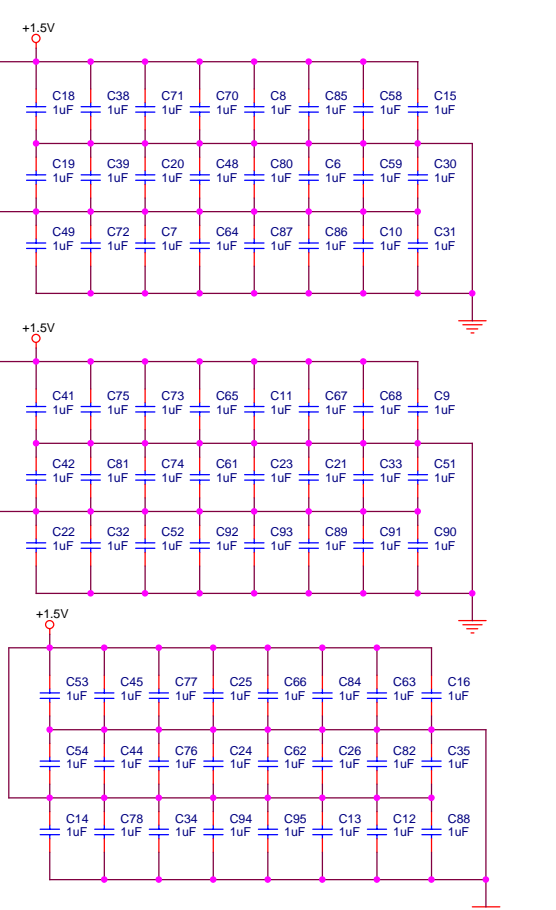 +1.5V
C18 C38 C71 C70 C8 C85 C58 C15
1uF 1uF 1uF 1uF 1uF 1uF 1uF 1uF
C19 C39 C20 C48 C80 C6 C59 C30
1uF 1uF 1uF 1uF 1uF 1uF 1uF 1uF
C49 C72 C7 C64 C87 C86 C10 C31
1uF 1uF 1uF 1uF 1uF 1uF 1uF 1uF
+1.5V
C41 C75 C73 C65 C11 C67 C68 C9
1uF 1uF 1uF 1uF 1uF 1uF 1uF 1uF
C42 C81 C74 C61 C23 C21 C33 C51
1uF 1uF 1uF 1uF 1uF 1uF 1uF 1uF
C22 C32 C52 C92 C93 C89 C91 C90
1uF 1uF 1uF 1uF 1uF 1uF 1uF 1uF
+1.5V
C53 C45 C77 C25 C66 C84 C63 C16
1uF 1uF 1uF 1uF 1uF 1uF 1uF 1uF
C54 C44 C76 C24 C62 C26 C82 C35
1uF 1uF 1uF 1uF 1uF 1uF 1uF 1uF
C14 C78 C34 C94 C95 C13 C12 C88
1uF 1uF 1uF 1uF 1uF 1uF 1uF 1uF